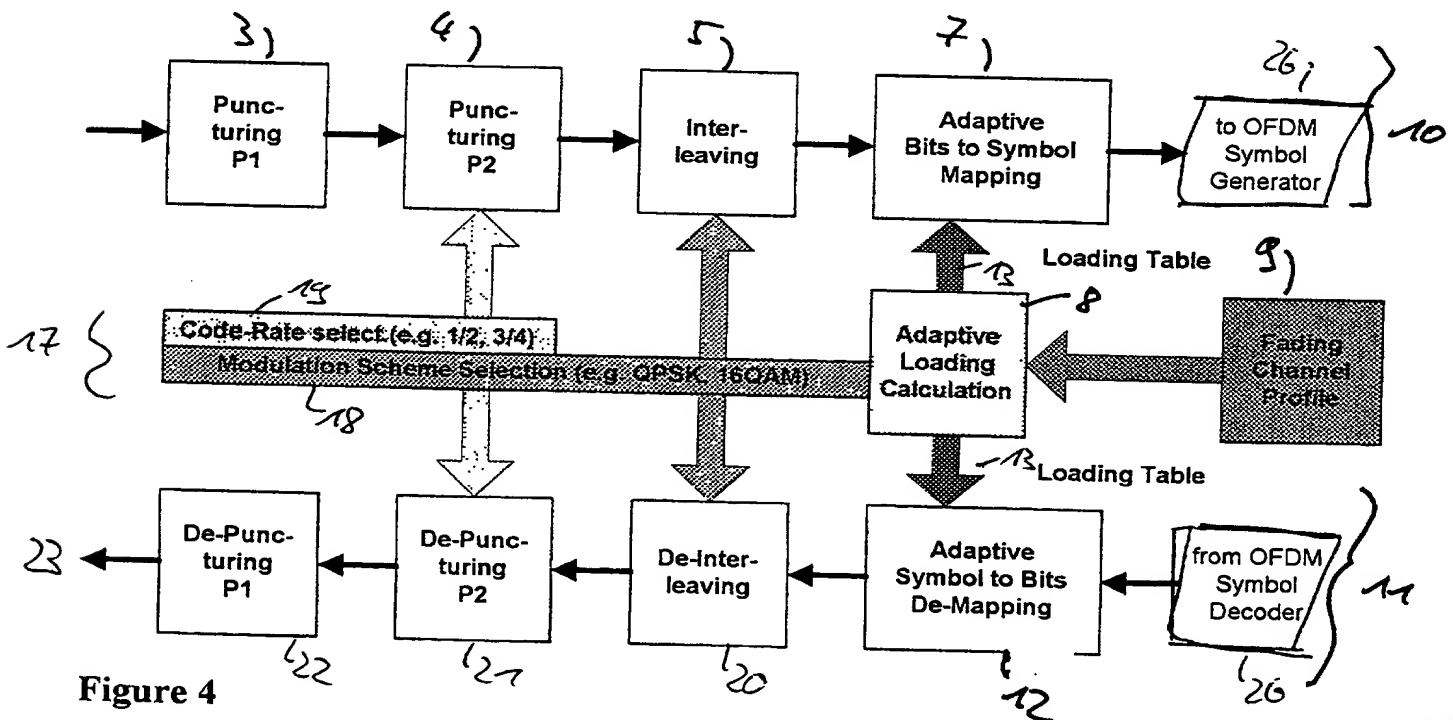 3)
4)
5)
7)
26
Punc-
turing
P1
Punc-
turing
P2
Inter-
leaving
Adaptive
Bits to Symbol
Mapping
to OFDM
Symbol
Generator
10
13
Loading Table
9)
19
8
17
Code-Rate select (e.g. 1/2, 3/4)
Modulation Scheme Selection (e.g. QPSK, 16QAM)
18
Adaptive
Loading
Calculation
Fading
Channel
Profile
13
Loading Table
23
De-Punc-
turing
P1
De-Punc-
turing
P2
De-Inter-
leaving
Adaptive
Symbol to Bits
De-Mapping
from OFDM
Symbol
Decoder
11
22
21
20
12
26
Figure 4